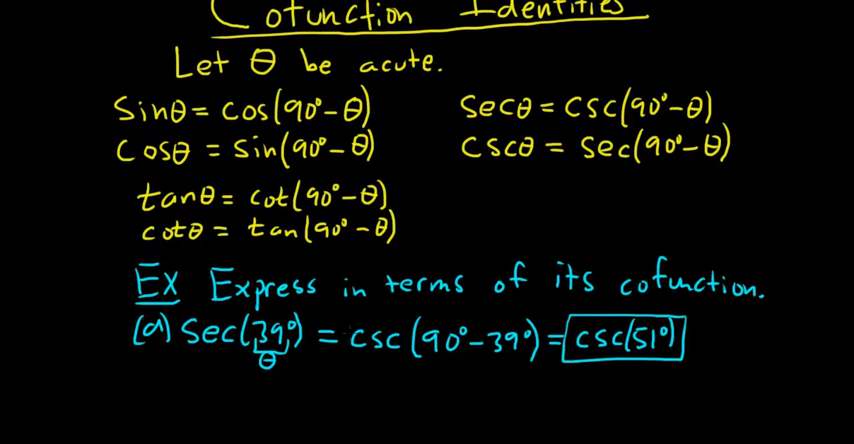 Cofunction Identities
Let θ be acute.
Sinθ = cos(90° - θ)
cosθ = sin(90° - θ)
tanθ = cot(90° - θ)
cotθ = tan(90° - θ)
Secθ = csc(90° - θ)
cscθ = Sec(90° - θ)
Ex Express in terms of its cofunction.
(a) Sec(39°) = csc(90° - 39°) = csc(51°)
θ